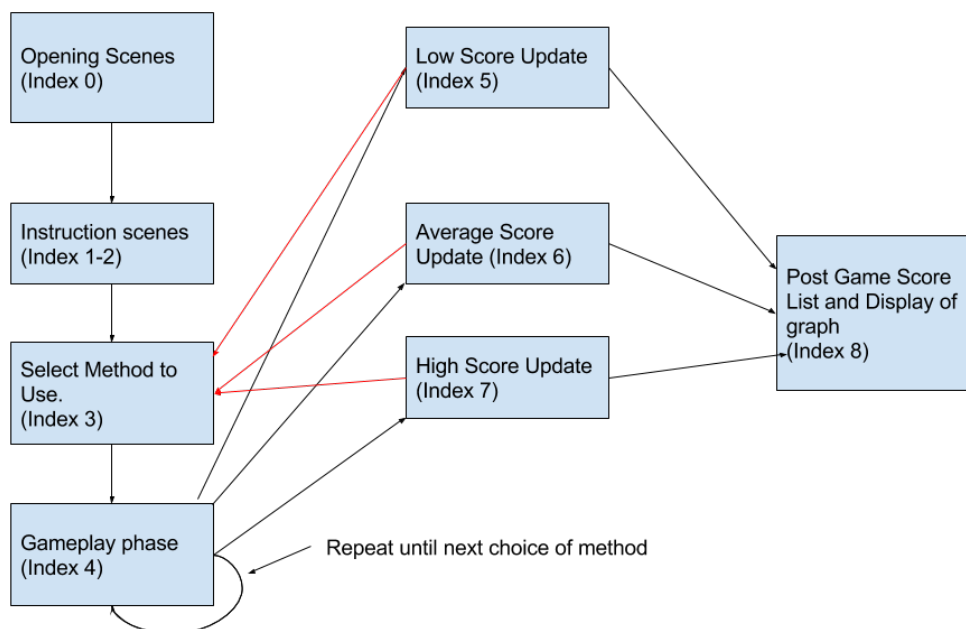 Opening Scenes
(Index 0)
Instruction scenes
(Index 1-2)
Select Method to
Use.
(Index 3)
Gameplay phase
(Index 4)
Low Score Update
(Index 5)
Average Score
Update (Index 6)
High Score Update
(Index 7)
Repeat until next choice of method
Post Game Score
List and Display of
graph
(Index 8)